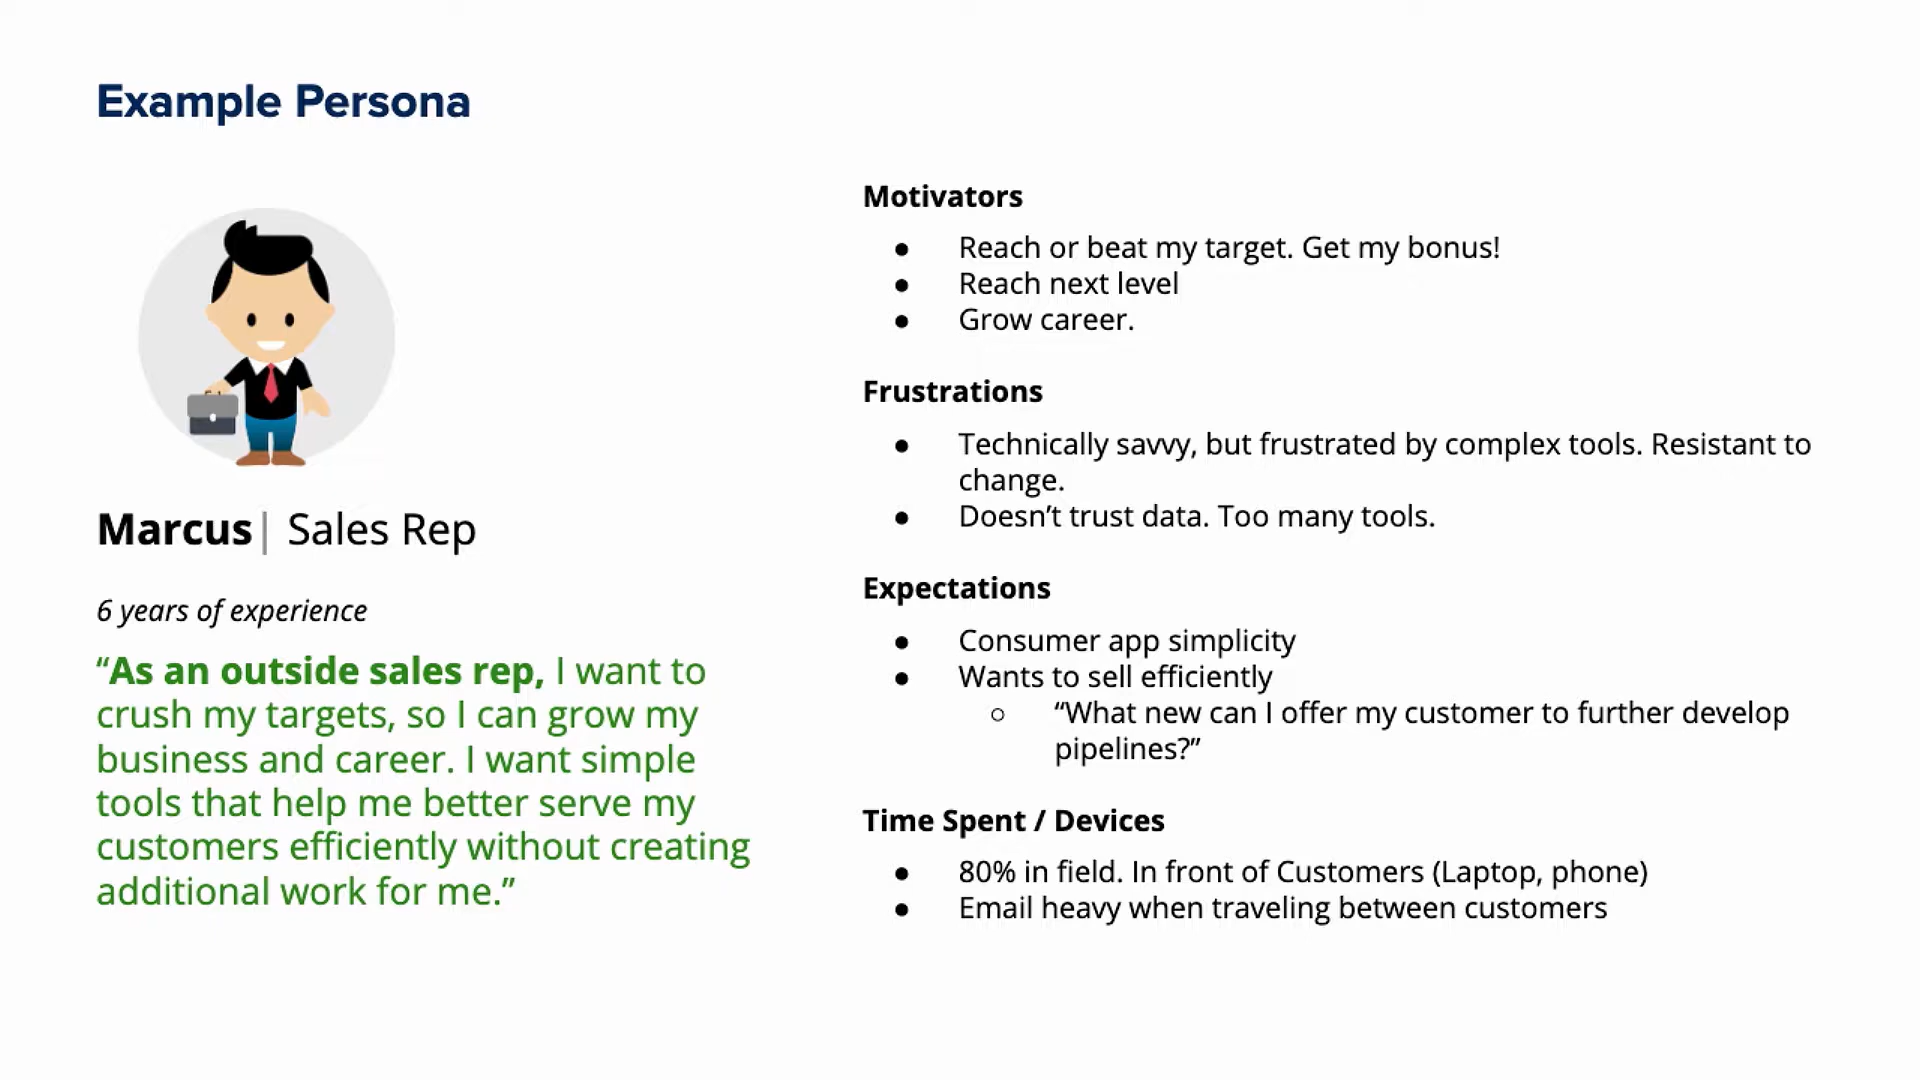 Example Persona
Marcus| Sales Rep
6 years of experience
“As an outside sales rep, I want to
crush my targets, so I can grow my
business and career. I want simple
tools that help me better serve my
customers efficiently without creating
additional work for me.”
Motivators
● Reach or beat my target. Get my bonus!
● Reach next level
● Grow career.
Frustrations
● Technically savvy, but frustrated by complex tools. Resistant to
change.
● Doesn’t trust data. Too many tools.
Expectations
● Consumer app simplicity
● Wants to sell efficiently
○ “What new can I offer my customer to further develop
pipelines?”
Time Spent / Devices
● 80% in field. In front of Customers (Laptop, phone)
● Email heavy when traveling between customers